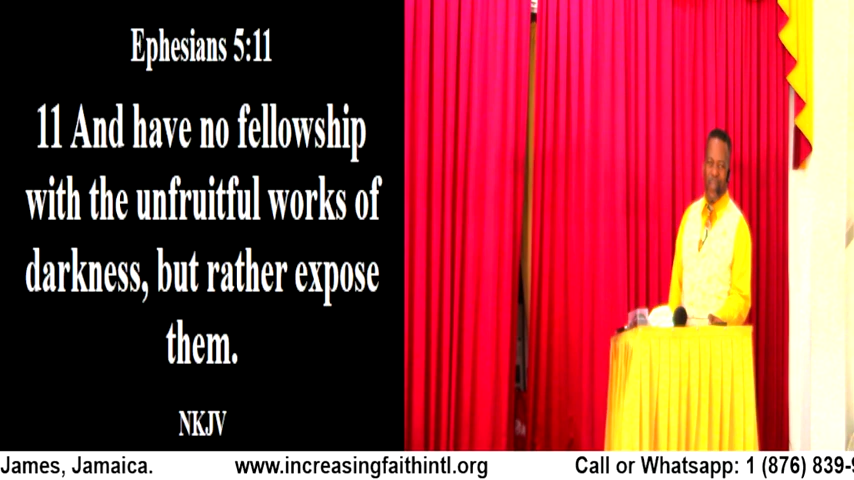 Ephesians 5:11
11 And have no fellowship
with the unfruitful works of
darkness, but rather expose
them.
NKJV
James, Jamaica. www.increasingfaithintl.org Call or Whatsapp: 1 (876) 839-